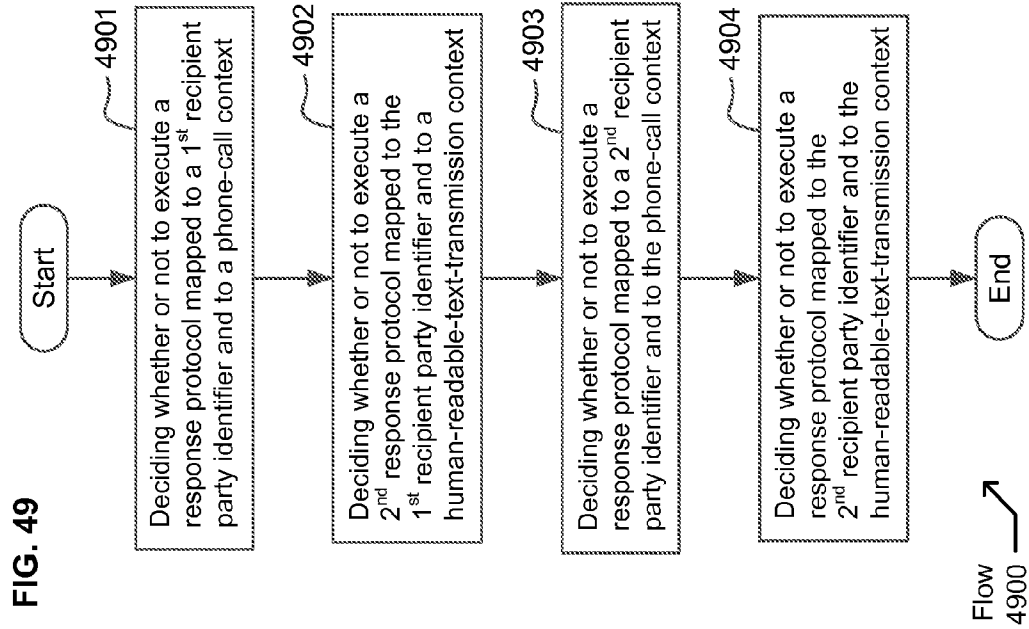 FIG. 49
Start
4901
Deciding whether or not to execute a
response protocol mapped to a 1st recipient
party identifier and to a phone-call context
4902
Deciding whether or not to execute a
2nd response protocol mapped to the
1st recipient party identifier and to a
human-readable-text-transmission context
4903
Deciding whether or not to execute a
response protocol mapped to a 2nd recipient
party identifier and to the phone-call context
4904
Deciding whether or not to execute a
response protocol mapped to the
2nd recipient party identifier and to the
human-readable-text-transmission context
End
Flow
4900